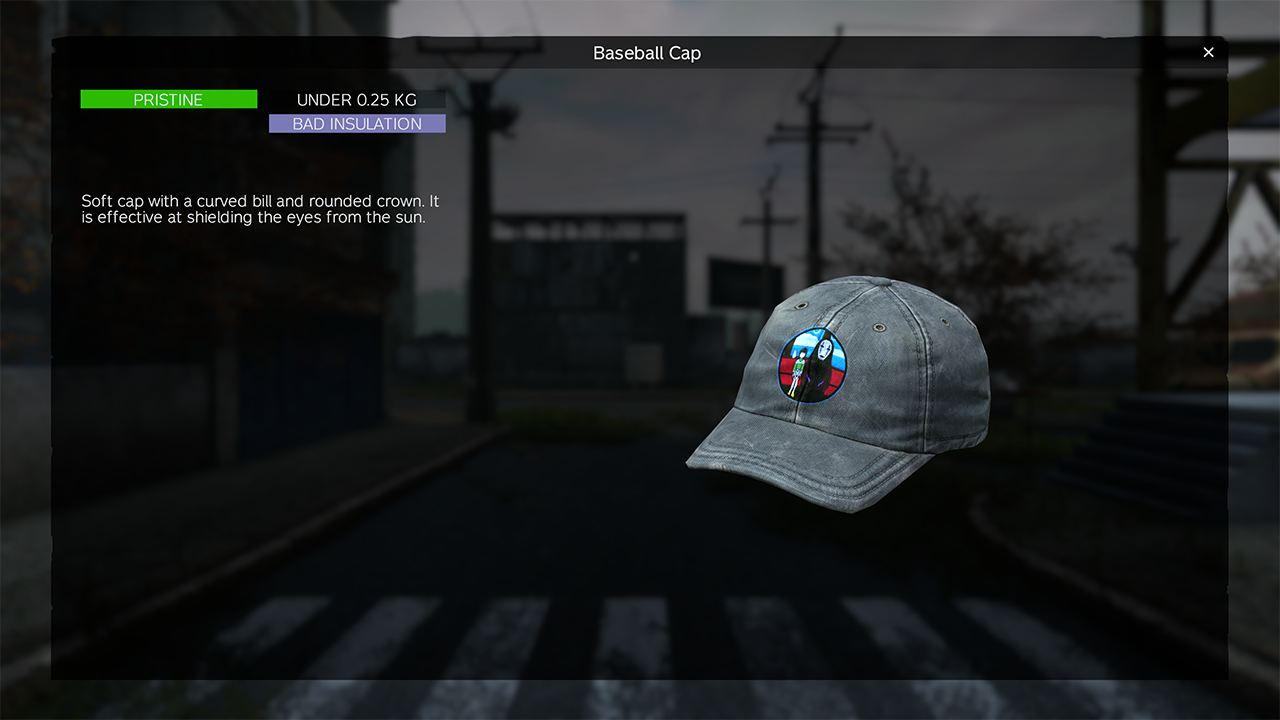 Baseball Cap
PRISTINE
UNDER 0.25 KG
BAD INSULATION
Soft cap with a curved bill and rounded crown. It
is effective at shielding the eyes from the sun.